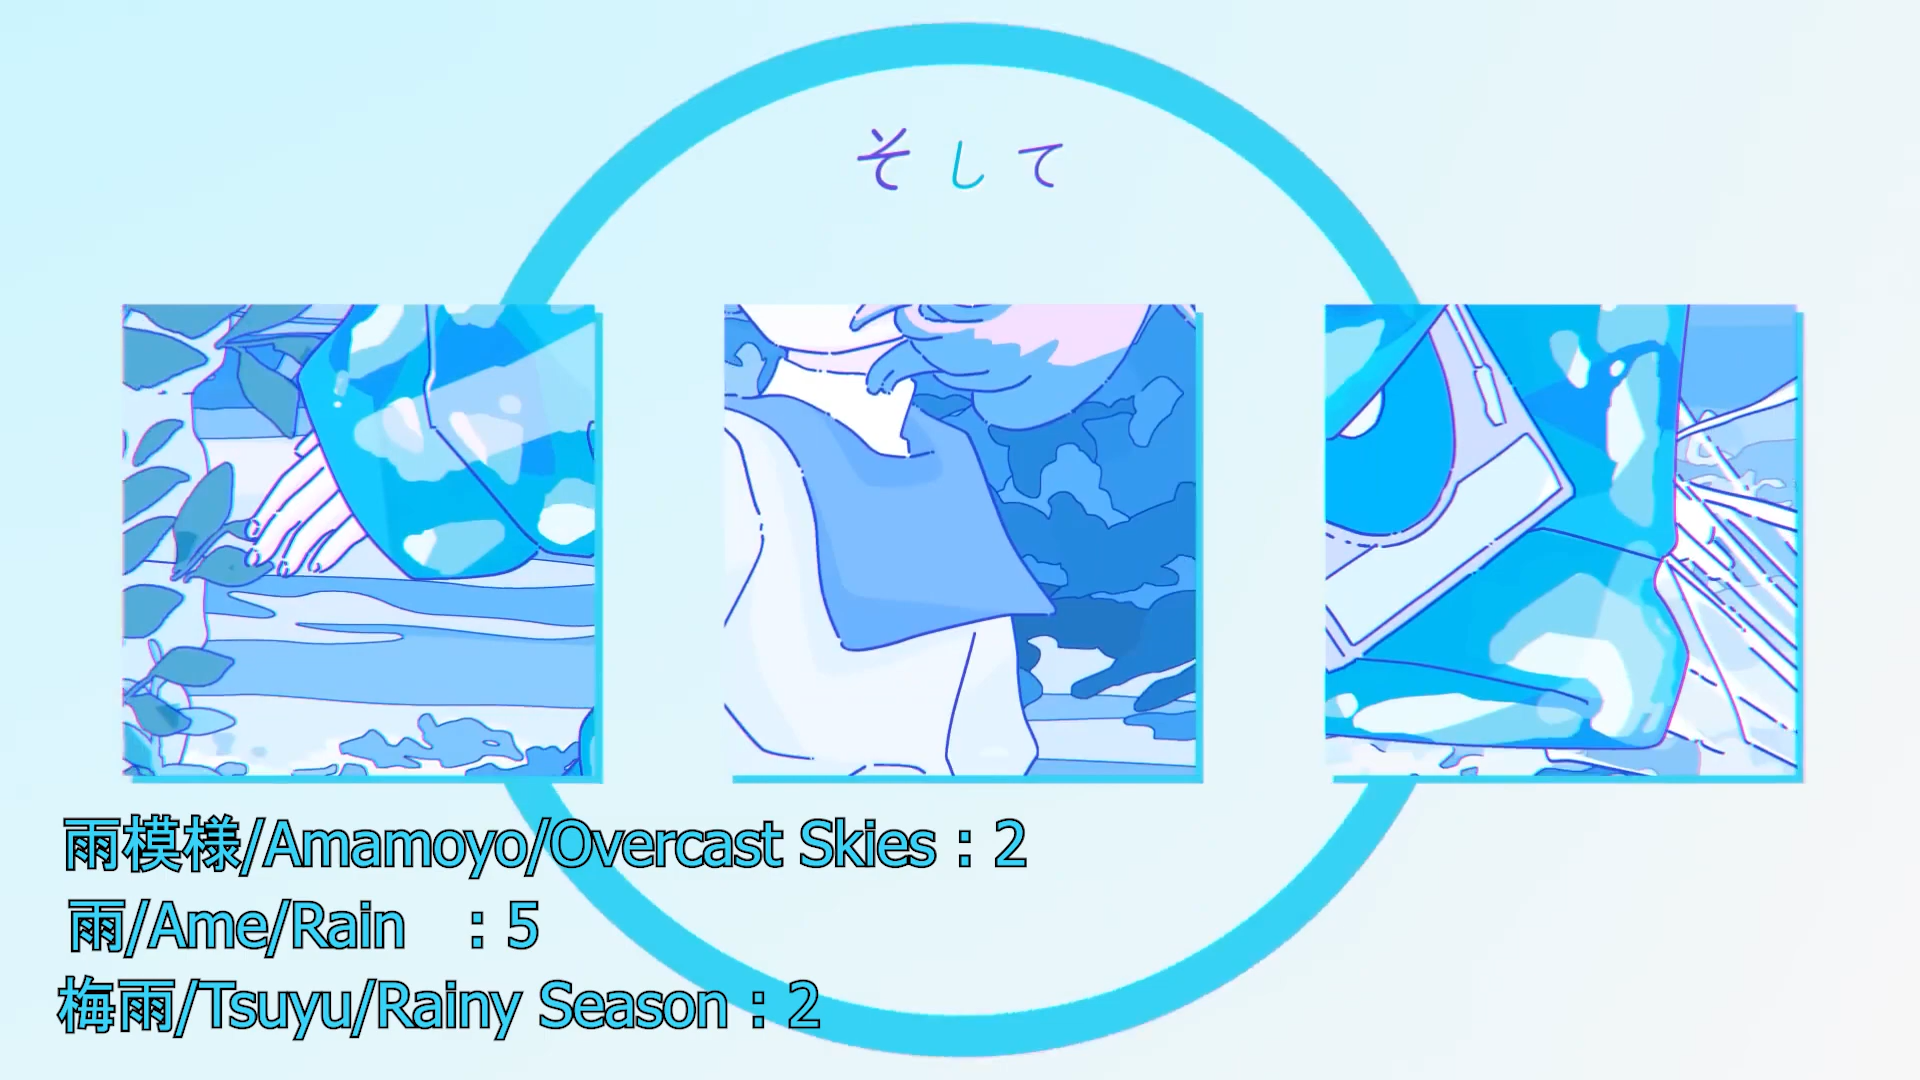 そして
雨模様/Amamoyo/Overcast Skies : 2
雨/Ame/Rain : 5
梅雨/Tsuyu/Rainy Season : 2